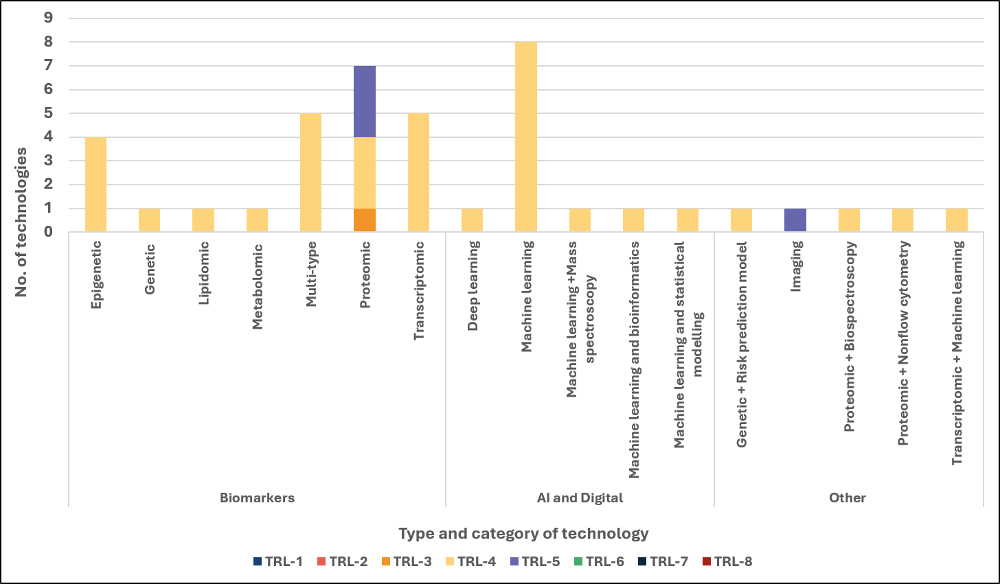 9
8
7
6
5
4
3
2
1
0
No. of technologies
Epigenetic
Genetic
Lipidomic
Metabolomic
Multi-type
Proteomic
Transcriptomic
Deep learning
Machine learning
Machine learning +Mass
spectroscopy
Machine learning and bioinformatics
Machine learning and statistical
modelling
Genetic + Risk prediction model
Imaging
Proteomic + Biospectroscopy
Proteomic + Nonflow cytometry
Transcriptomic + Machine learning
Biomarkers AI and Digital Other
Type and category of technology
TRL-1 TRL-2 TRL-3 TRL-4 TRL-5 TRL-6 TRL-7 TRL-8